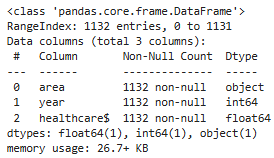 <class 'pandas.core.frame.DataFrame'>
RangeIndex: 1132 entries, 0 to 1131
Data columns (total 3 columns):
 #   Column       Non-Null Count  Dtype
---  ------       --------------  -----
 0   area         1132 non-null   object
 1   year         1132 non-null   int64
 2   healthcare$  1132 non-null   float64
dtypes: float64(1), int64(1), object(1)
memory usage: 26.7+ KB